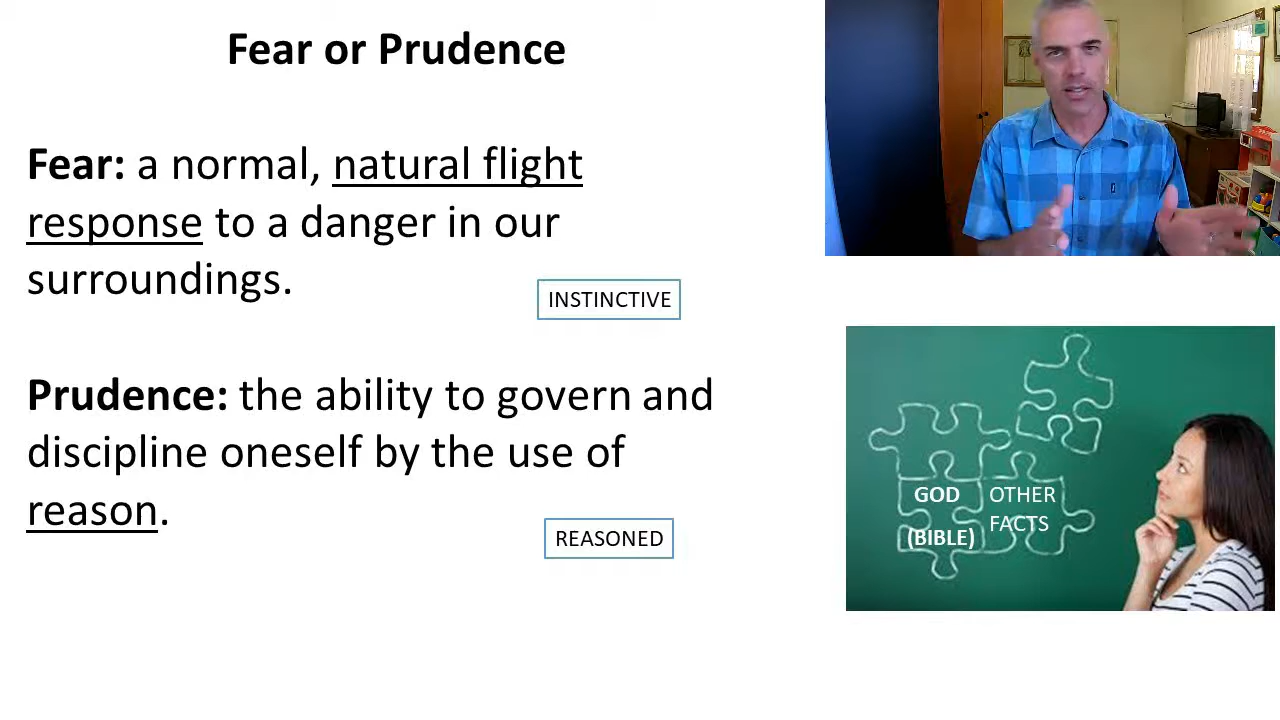 Fear or Prudence
Fear: a normal, natural flight
response to a danger in our
surroundings.
INSTINCTIVE
Prudence: the ability to govern and
discipline oneself by the use of
reason.
REASONED
GOD
(BIBLE)
OTHER
FACTS